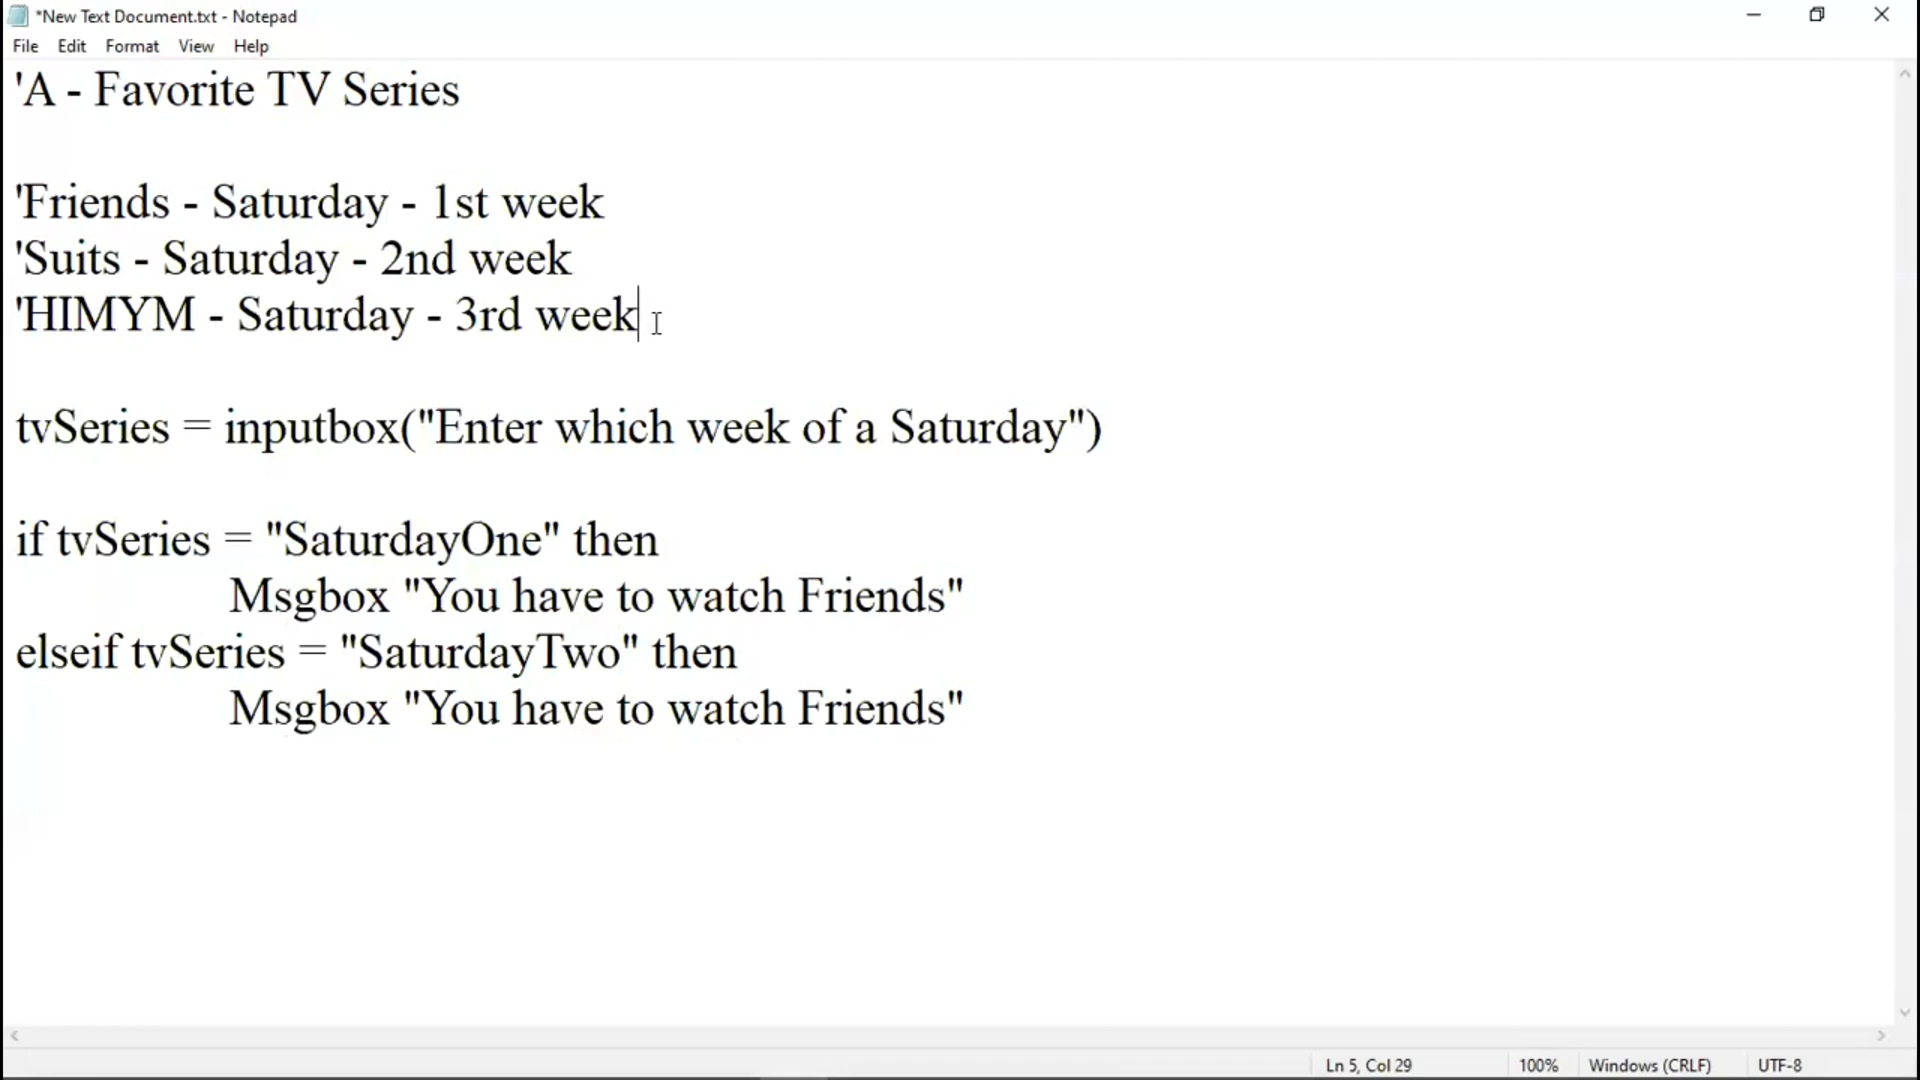 *New Text Document.txt - Notepad
File Edit Format View Help
'A - Favorite TV Series
'Friends - Saturday - 1st week
'Suits - Saturday - 2nd week
'HIMYM - Saturday - 3rd week
tvSeries = inputbox("Enter which week of a Saturday")
if tvSeries = "SaturdayOne" then
Msgbox "You have to watch Friends"
elseif tvSeries = "SaturdayTwo" then
Msgbox "You have to watch Friends"
Ln 5, Col 29 100% Windows (CRLF) UTF-8